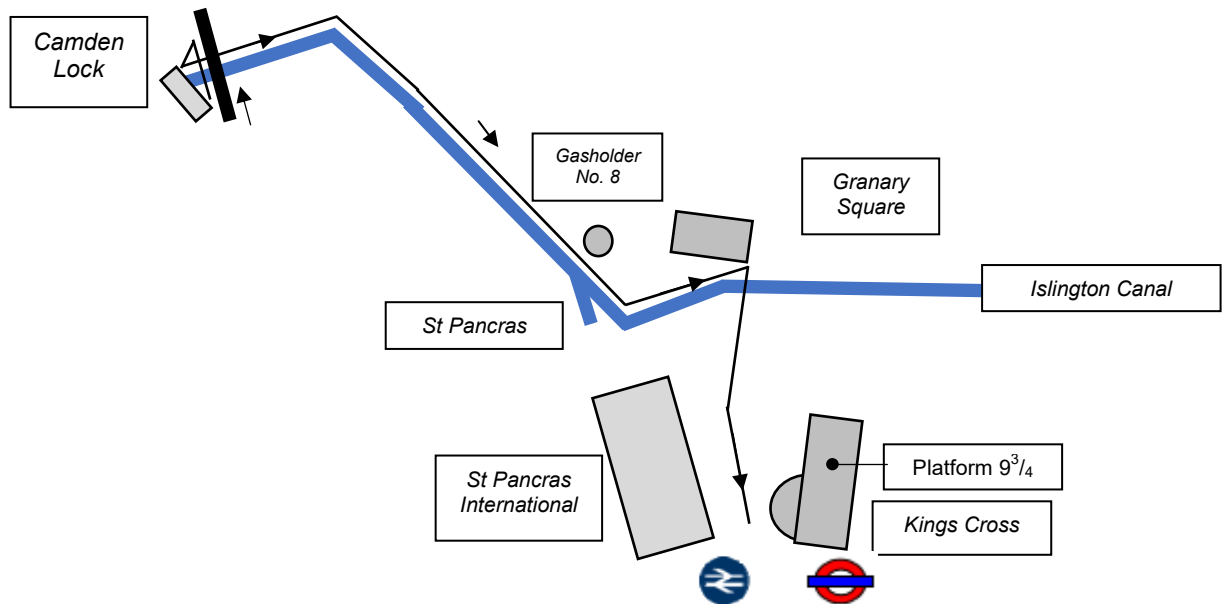 Camden
Lock
Gasholder
No. 8
Granary
Square
Islington Canal
St Pancras
St Pancras
International
Platform 9³/₄
Kings Cross